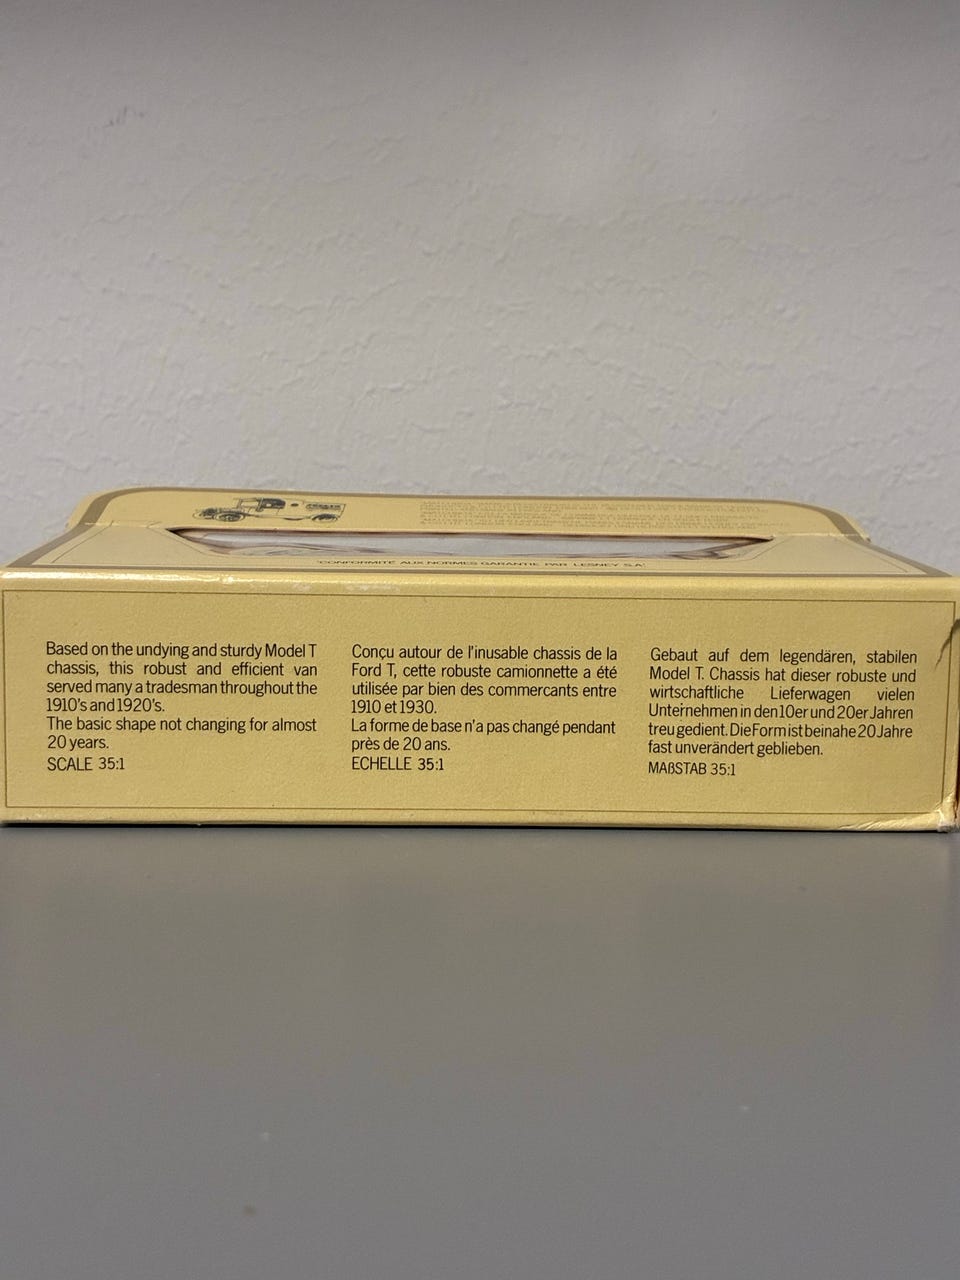 "CONFORMITÉ AUX NORMES GARANTIE PAR LESNEY S.A."
Based on the undying and sturdy Model T
chassis, this robust and efficient van
served many a tradesman throughout the
1910's and 1920's.
The basic shape not changing for almost
20 years.
SCALE 35:1
Conçu autour de l'inusable chassis de la
Ford T, cette robuste camionnette a été
utilisée par bien des commercants entre
1910 et 1930.
La forme de base n'a pas changé pendant
près de 20 ans.
ECHELLE 35:1
Gebaut auf dem legendären, stabilen
Model T. Chassis hat dieser robuste und
wirtschaftliche Lieferwagen vielen
Unternehmen in den 10er und 20er Jahren
treu gedient. Die Form ist beinahe 20 Jahre
fast unverändert geblieben.
MAßSTAB 35:1